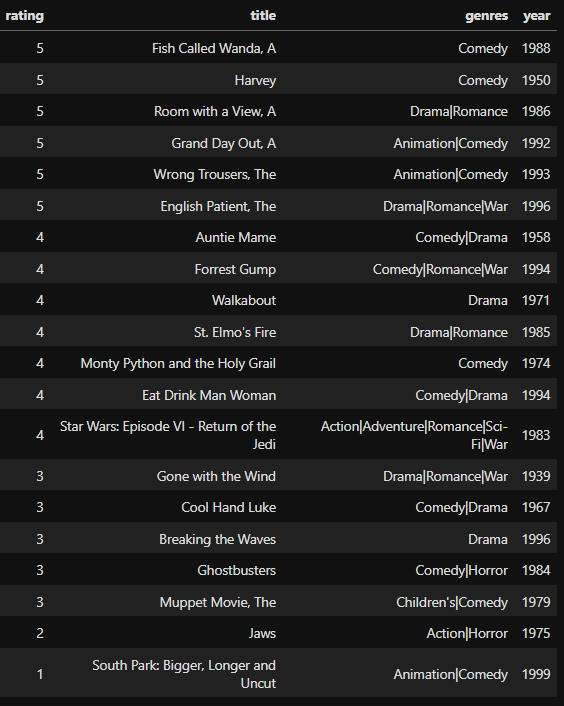 rating title genres year
5 Fish Called Wanda, A Comedy 1988
5 Harvey Comedy 1950
5 Room with a View, A Drama|Romance 1986
5 Grand Day Out, A Animation|Comedy 1992
5 Wrong Trousers, The Animation|Comedy 1993
5 English Patient, The Drama|Romance|War 1996
4 Auntie Mame Comedy|Drama 1958
4 Forrest Gump Comedy|Romance|War 1994
4 Walkabout Drama 1971
4 St. Elmo's Fire Drama|Romance 1985
4 Monty Python and the Holy Grail Comedy 1974
4 Eat Drink Man Woman Comedy|Drama 1994
4 Star Wars: Episode VI - Return of the Action|Adventure|Romance|Sci- 1983
Jedi Fi|War
3 Gone with the Wind Drama|Romance|War 1939
3 Cool Hand Luke Comedy|Drama 1967
3 Breaking the Waves Drama 1996
3 Ghostbusters Comedy|Horror 1984
3 Muppet Movie, The Children's|Comedy 1979
2 Jaws Action|Horror 1975
1 South Park: Bigger, Longer and Animation|Comedy 1999
Uncut